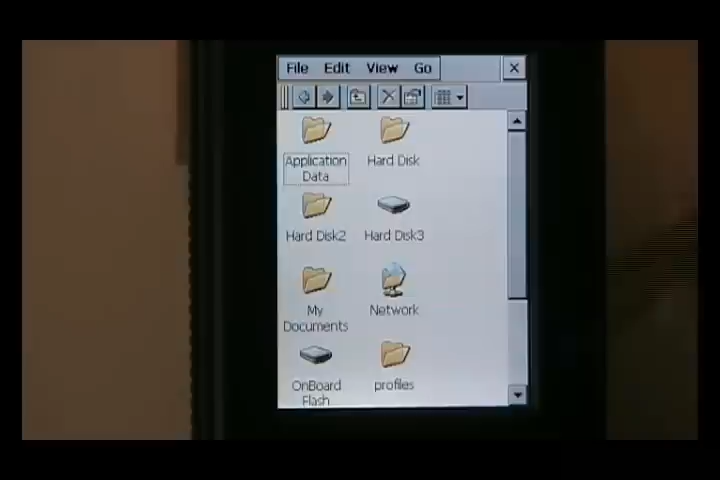 File Edit View Go
Application Data
Hard Disk
Hard Disk2
Hard Disk3
My Documents
Network
OnBoard Flash
profiles